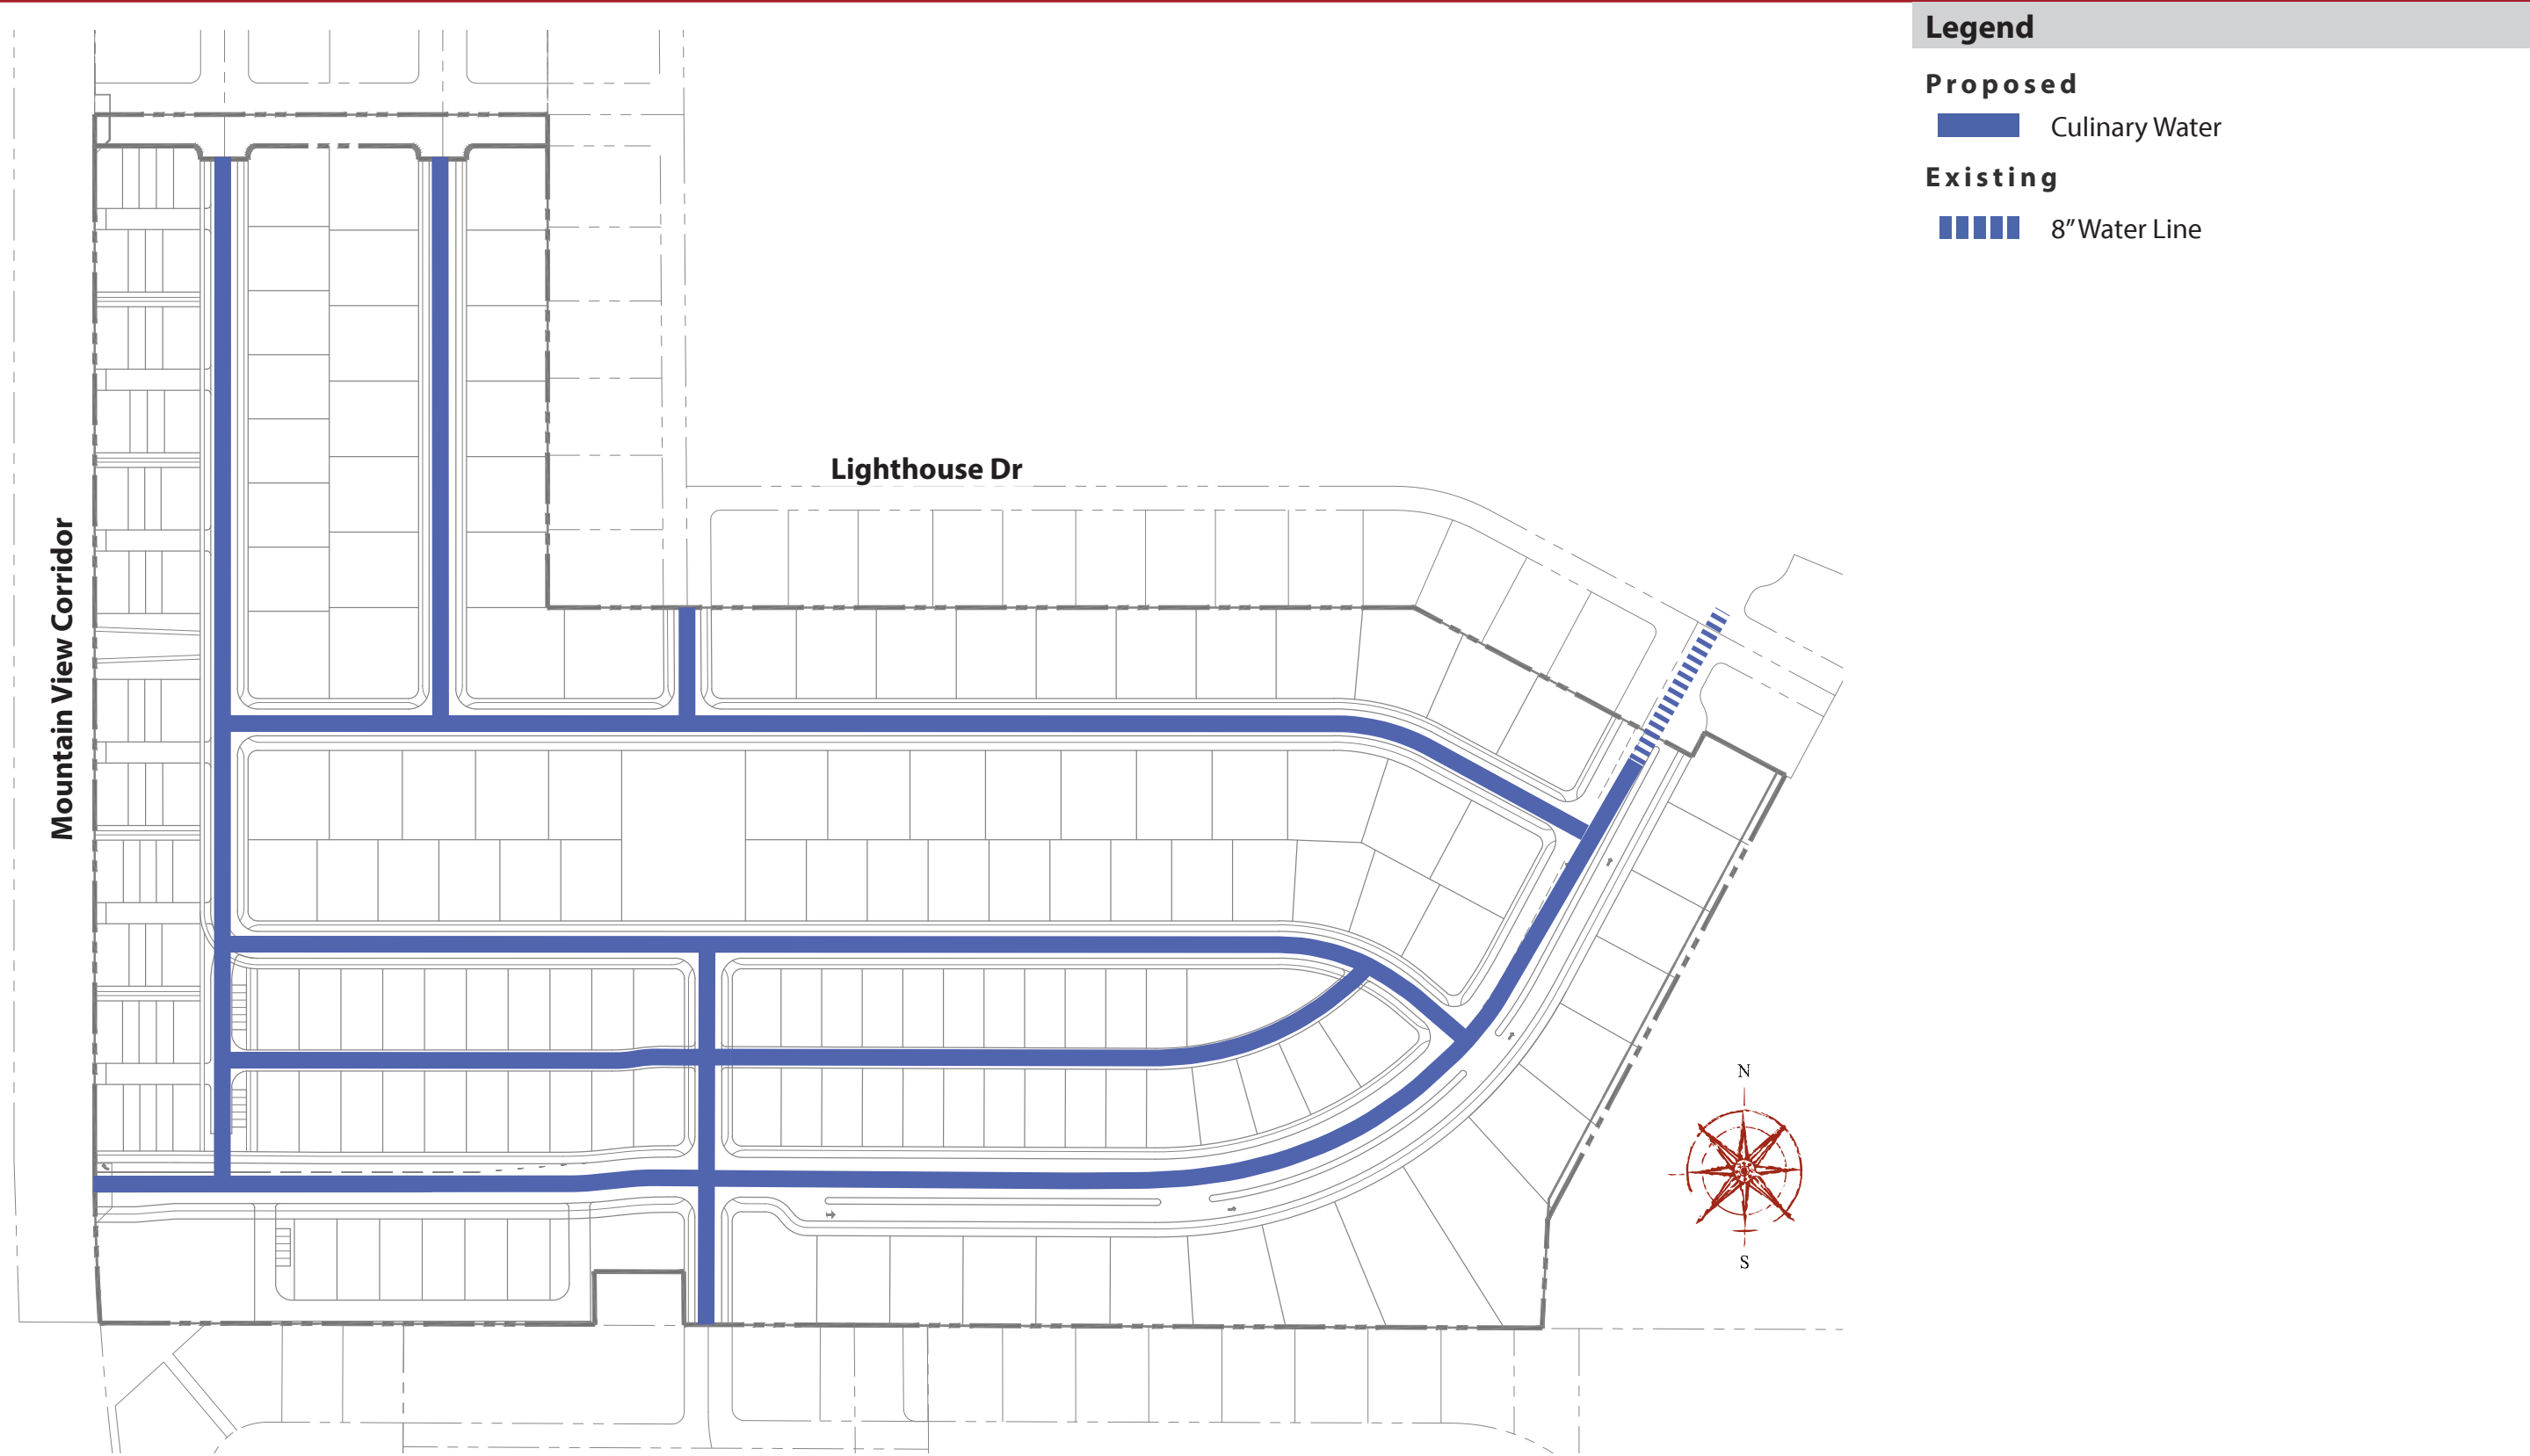 Legend
Proposed
Culinary Water
Existing
8” Water Line
Lighthouse Dr
Mountain View Corridor
N
S